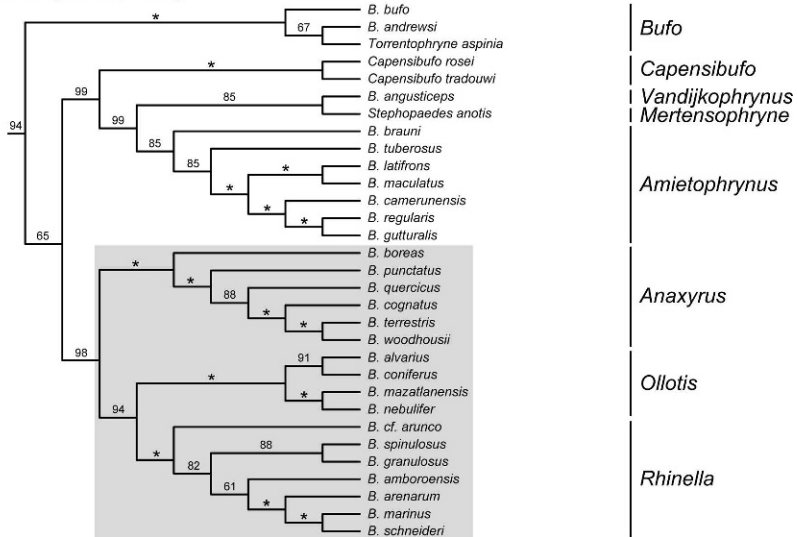 B. bufo
*
67
B. andrewsi
Torrentophryne aspinia
Bufo
Capensibufo rosei
*
Capensibufo tradouwi
Capensibufo
99
B. angusticeps
85
Vandijkophrynus
Stephopaedes anotis
Mertensophryne
94
99
B. brauni
85
B. tuberosus
85
B. latifrons
*
*
B. maculatus
Amietophrynus
B. camerunensis
*
B. regularis
*
B. gutturalis
65
B. boreas
*
B. punctatus
*
B. quercicus
88
B. cognatus
*
Anaxyrus
B. terrestris
*
B. woodhousii
98
B. alvarius
91
B. coniferus
*
Ollotis
B. mazatlanensis
*
B. nebulifer
94
B. cf. arunco
*
B. spinulosus
88
B. granulosus
82
B. amboroensis
61
Rhinella
B. arenarum
*
B. marinus
*
B. schneideri